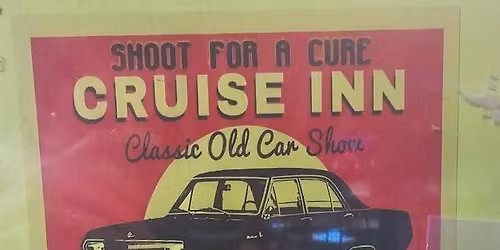 SHOOT FOR A CURE
CRUISE INN
Classic Old Car Show